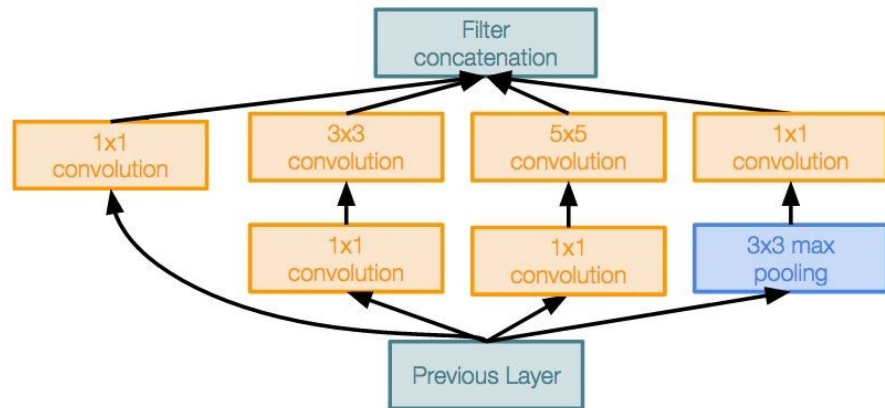 Filter
concatenation
1x1
convolution
3x3
convolution
5x5
convolution
1x1
convolution
1x1
convolution
1x1
convolution
3x3 max
pooling
Previous Layer